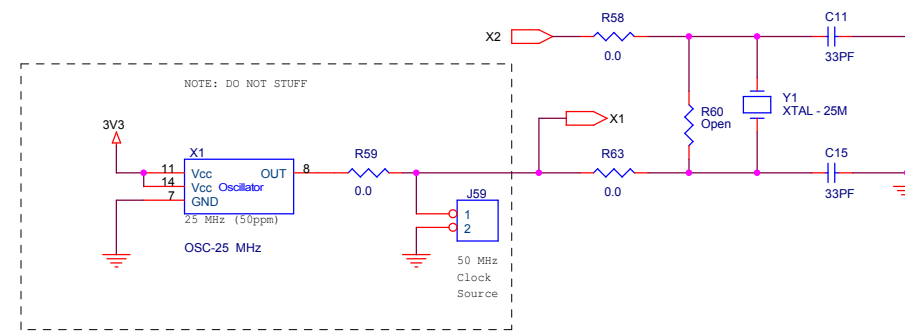 R58
C11
X2
0.0
33PF
NOTE: DO NOT STUFF
Y1
XTAL - 25M
R60
Open
X1
3V3
X1
R59
R63
C15
11 Vcc OUT 8
14 Vcc Oscillator
7 GND
0.0
0.0
33PF
J59
1
2
25 MHz (50ppm)
OSC-25 MHz
50 MHz
Clock
Source